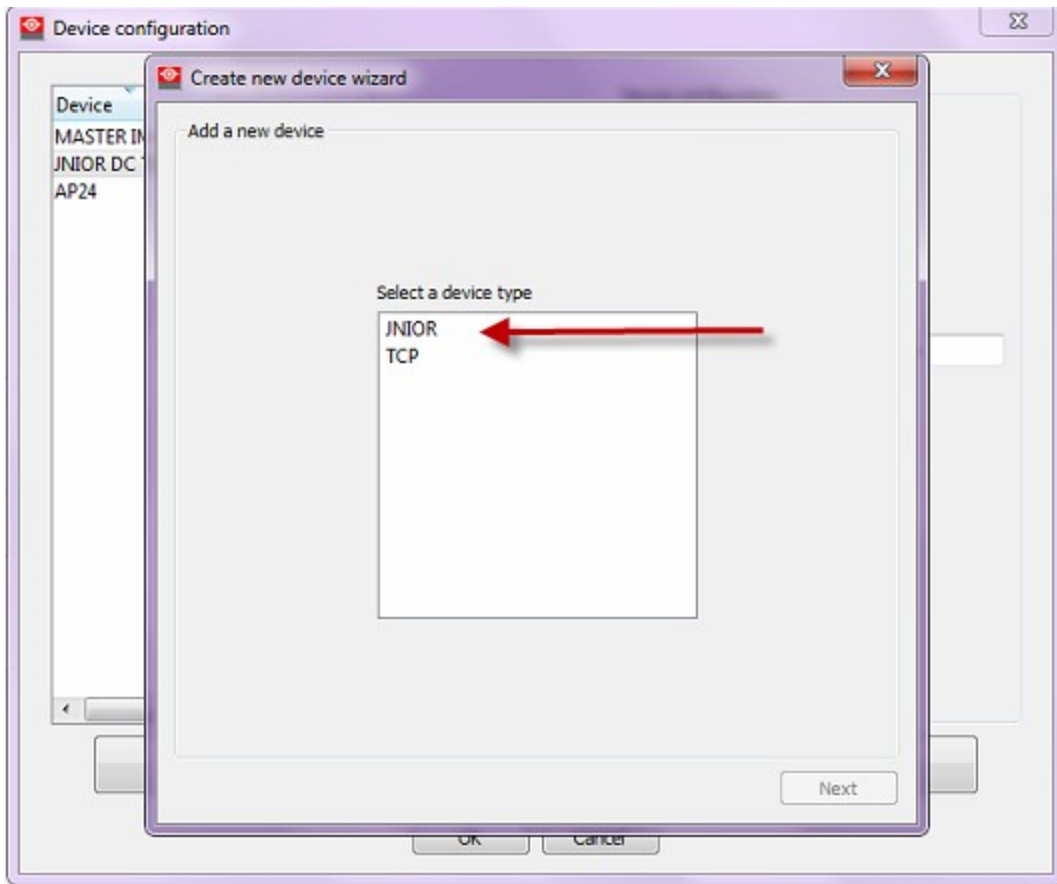 Device configuration
Create new device wizard
Device
MASTER IN
JNIOR DC
AP24
Add a new device
Select a device type
JNIOR
TCP
Next
OK
Cancel